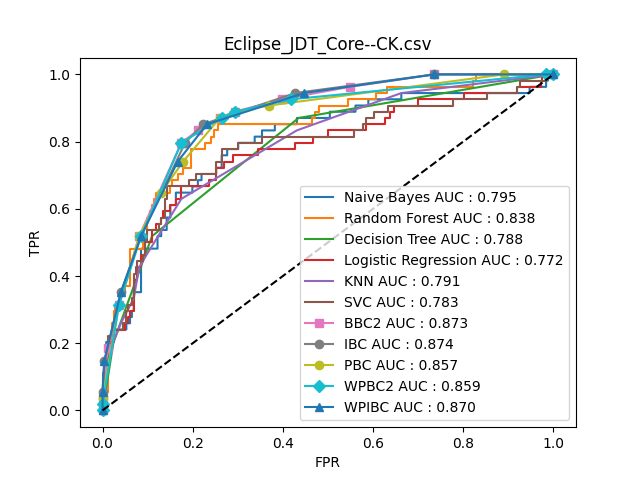 Eclipse_JDT_Core--CK.csv
1.0
0.8
0.6
0.4
0.2
0.0
TPR
Naive Bayes AUC : 0.795
Random Forest AUC : 0.838
Decision Tree AUC : 0.788
Logistic Regression AUC : 0.772
KNN AUC : 0.791
SVC AUC : 0.783
BBC2 AUC : 0.873
IBC AUC : 0.874
PBC AUC : 0.857
WPBC2 AUC : 0.859
WPIBC AUC : 0.870
0.0 0.2 0.4 0.6 0.8 1.0
FPR